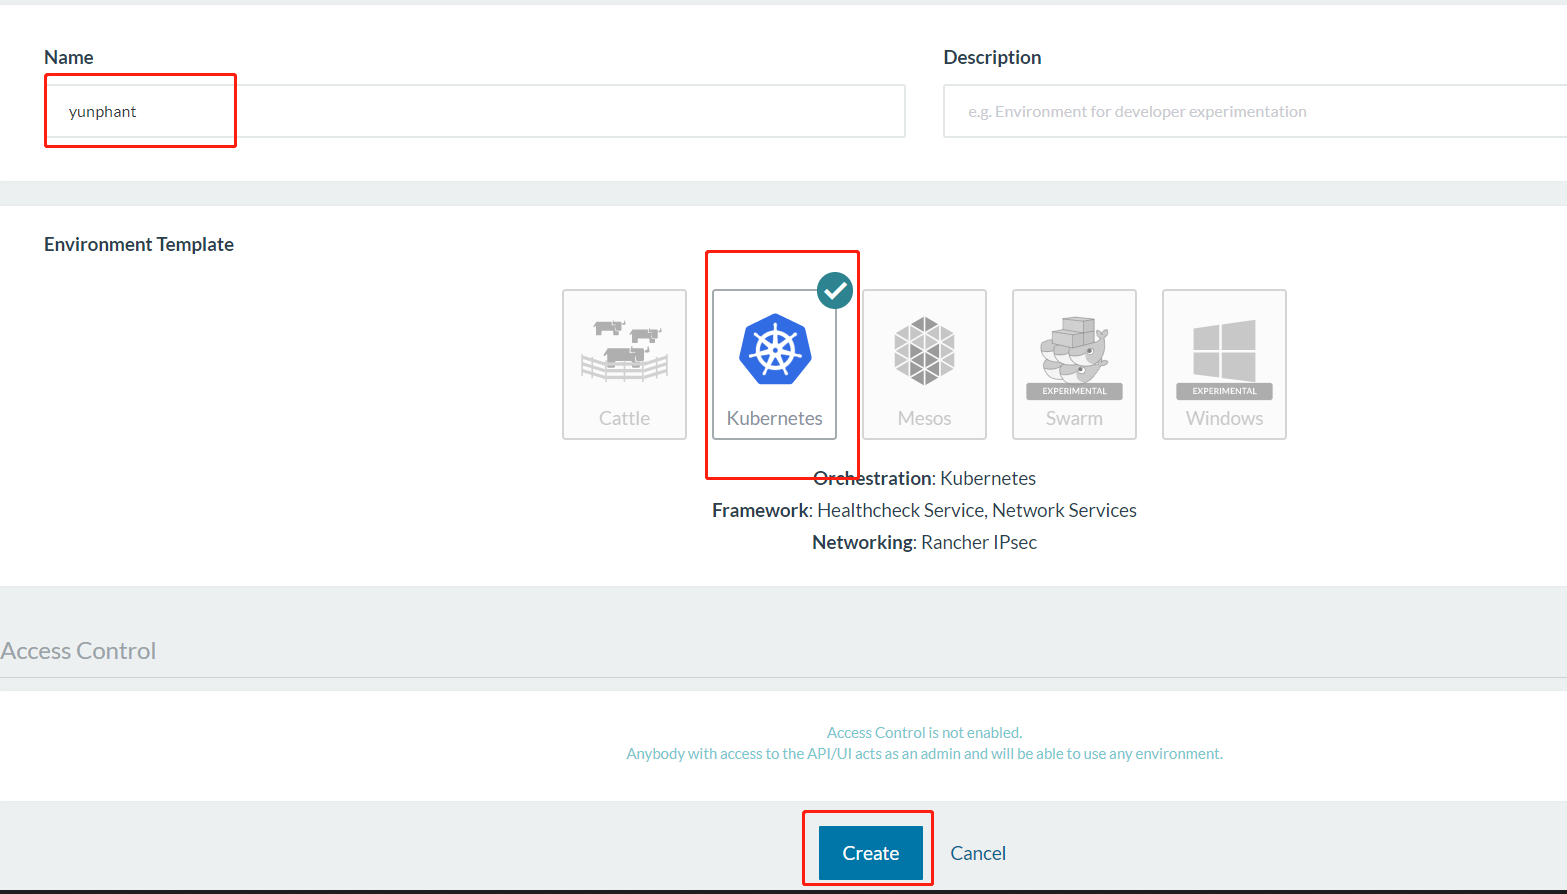 Name
Description
yunphant
e.g. Environment for developer experimentation
Environment Template
EXPERIMENTAL
EXPERIMENTAL
Cattle
Kubernetes
Mesos
Swarm
Windows
Orchestration: Kubernetes
Framework: Healthcheck Service, Network Services
Networking: Rancher IPsec
Access Control
Access Control is not enabled.
Anybody with access to the API/UI acts as an admin and will be able to use any environment.
Create
Cancel